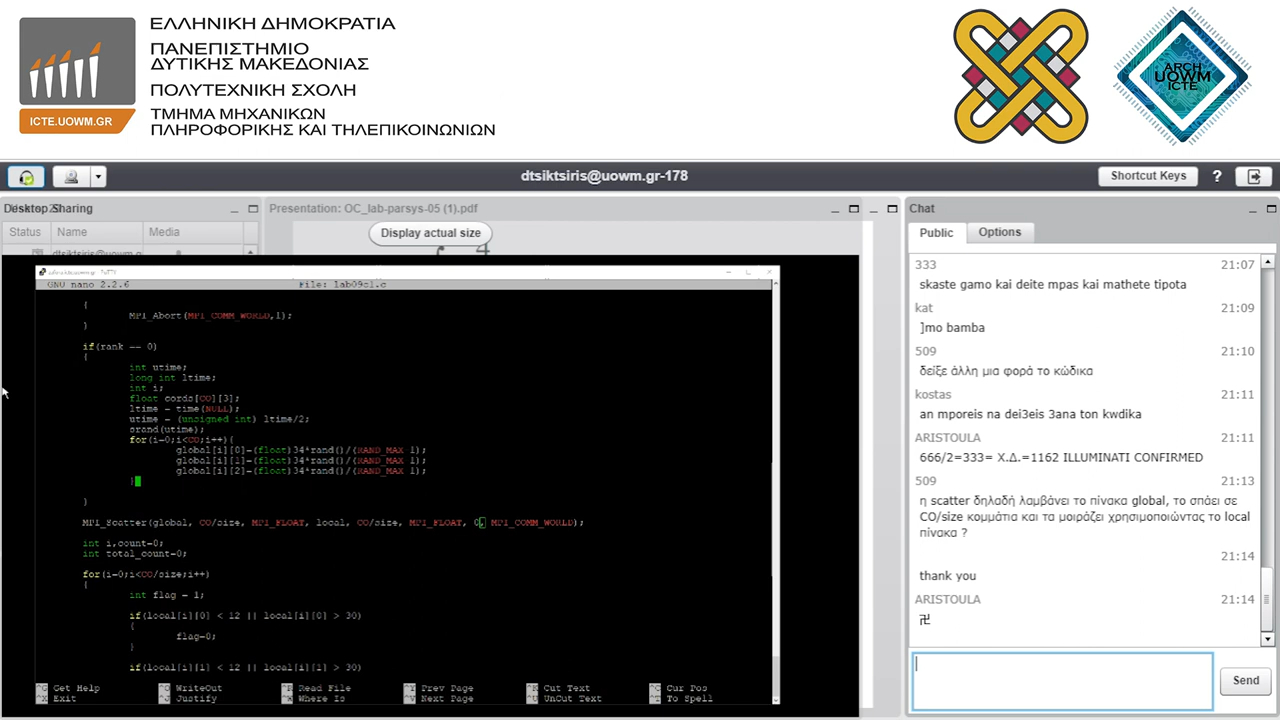 ΕΛΛΗΝΙΚΗ ΔΗΜΟΚΡΑΤΙΑ
ΠΑΝΕΠΙΣΤΗΜΙΟ
ΔΥΤΙΚΗΣ ΜΑΚΕΔΟΝΙΑΣ
ΠΟΛΥΤΕΧΝΙΚΗ ΣΧΟΛΗ
ΤΜΗΜΑ ΜΗΧΑΝΙΚΩΝ
ΠΛΗΡΟΦΟΡΙΚΗΣ ΚΑΙ ΤΗΛΕΠΙΚΟΙΝΩΝΙΩΝ
ICTE.UOWM.GR
ARCH
UOWM
ICTE
dtsiktsiris@uowm.gr-178
Shortcut Keys
?
Desktop Sharing
Presentation: OC_lab-parsys-05 (1).pdf
Status Name Media
Display actual size
GNU nano 2.2.6 File: lab09c1.c
{
MPI_Abort(MPI_COMM_WORLD,1);
}
if(rank == 0)
{
int utime;
long int ltime;
int i;
float cords[CO][3];
ltime = time(NULL);
utime = (unsigned int) ltime/2;
srand(utime);
for(i=0;i<CO;i++){
global[i][0]=(float)34*rand()/(RAND_MAX 1);
global[i][1]=(float)34*rand()/(RAND_MAX 1);
global[i][2]=(float)34*rand()/(RAND_MAX 1);
}
}
MPI_Scatter(global, CO/size, MPI_FLOAT, local, CO/size, MPI_FLOAT, 0, MPI_COMM_WORLD);
int i,count=0;
int total_count=0;
for(i=0;i<CO/size;i++)
{
int flag = 1;
if(local[i][0] < 12 || local[i][0] > 30)
{
flag=0;
}
if(local[i][1] < 12 || local[i][1] > 30)
^G Get Help ^O WriteOut ^R Read File ^Y Prev Page ^K Cut Text ^C Cur Pos
^X Exit ^J Justify ^W Where Is ^V Next Page ^U UnCut Text ^T To Spell
Chat
Public Options
333 21:07
skaste gamo kai deite mpas kai mathete tipota
kat 21:09
]mo bamba
509 21:10
δείξε άλλη μια φορά το κώδικα
kostas 21:11
an mporeis na dei3eis 3ana ton kwdika
ARISTOULA 21:11
666/2=333= Χ.Δ.=1162 ILLUMINATI CONFIRMED
509 21:13
η scatter δηλαδή λαμβάνει το πίνακα global, το σπάει σε
CO/size κομμάτια και τα μοιράζει χρησιμοποιώντας το local
πίνακα ?
21:14
thank you
ARISTOULA 21:14
卍
Send